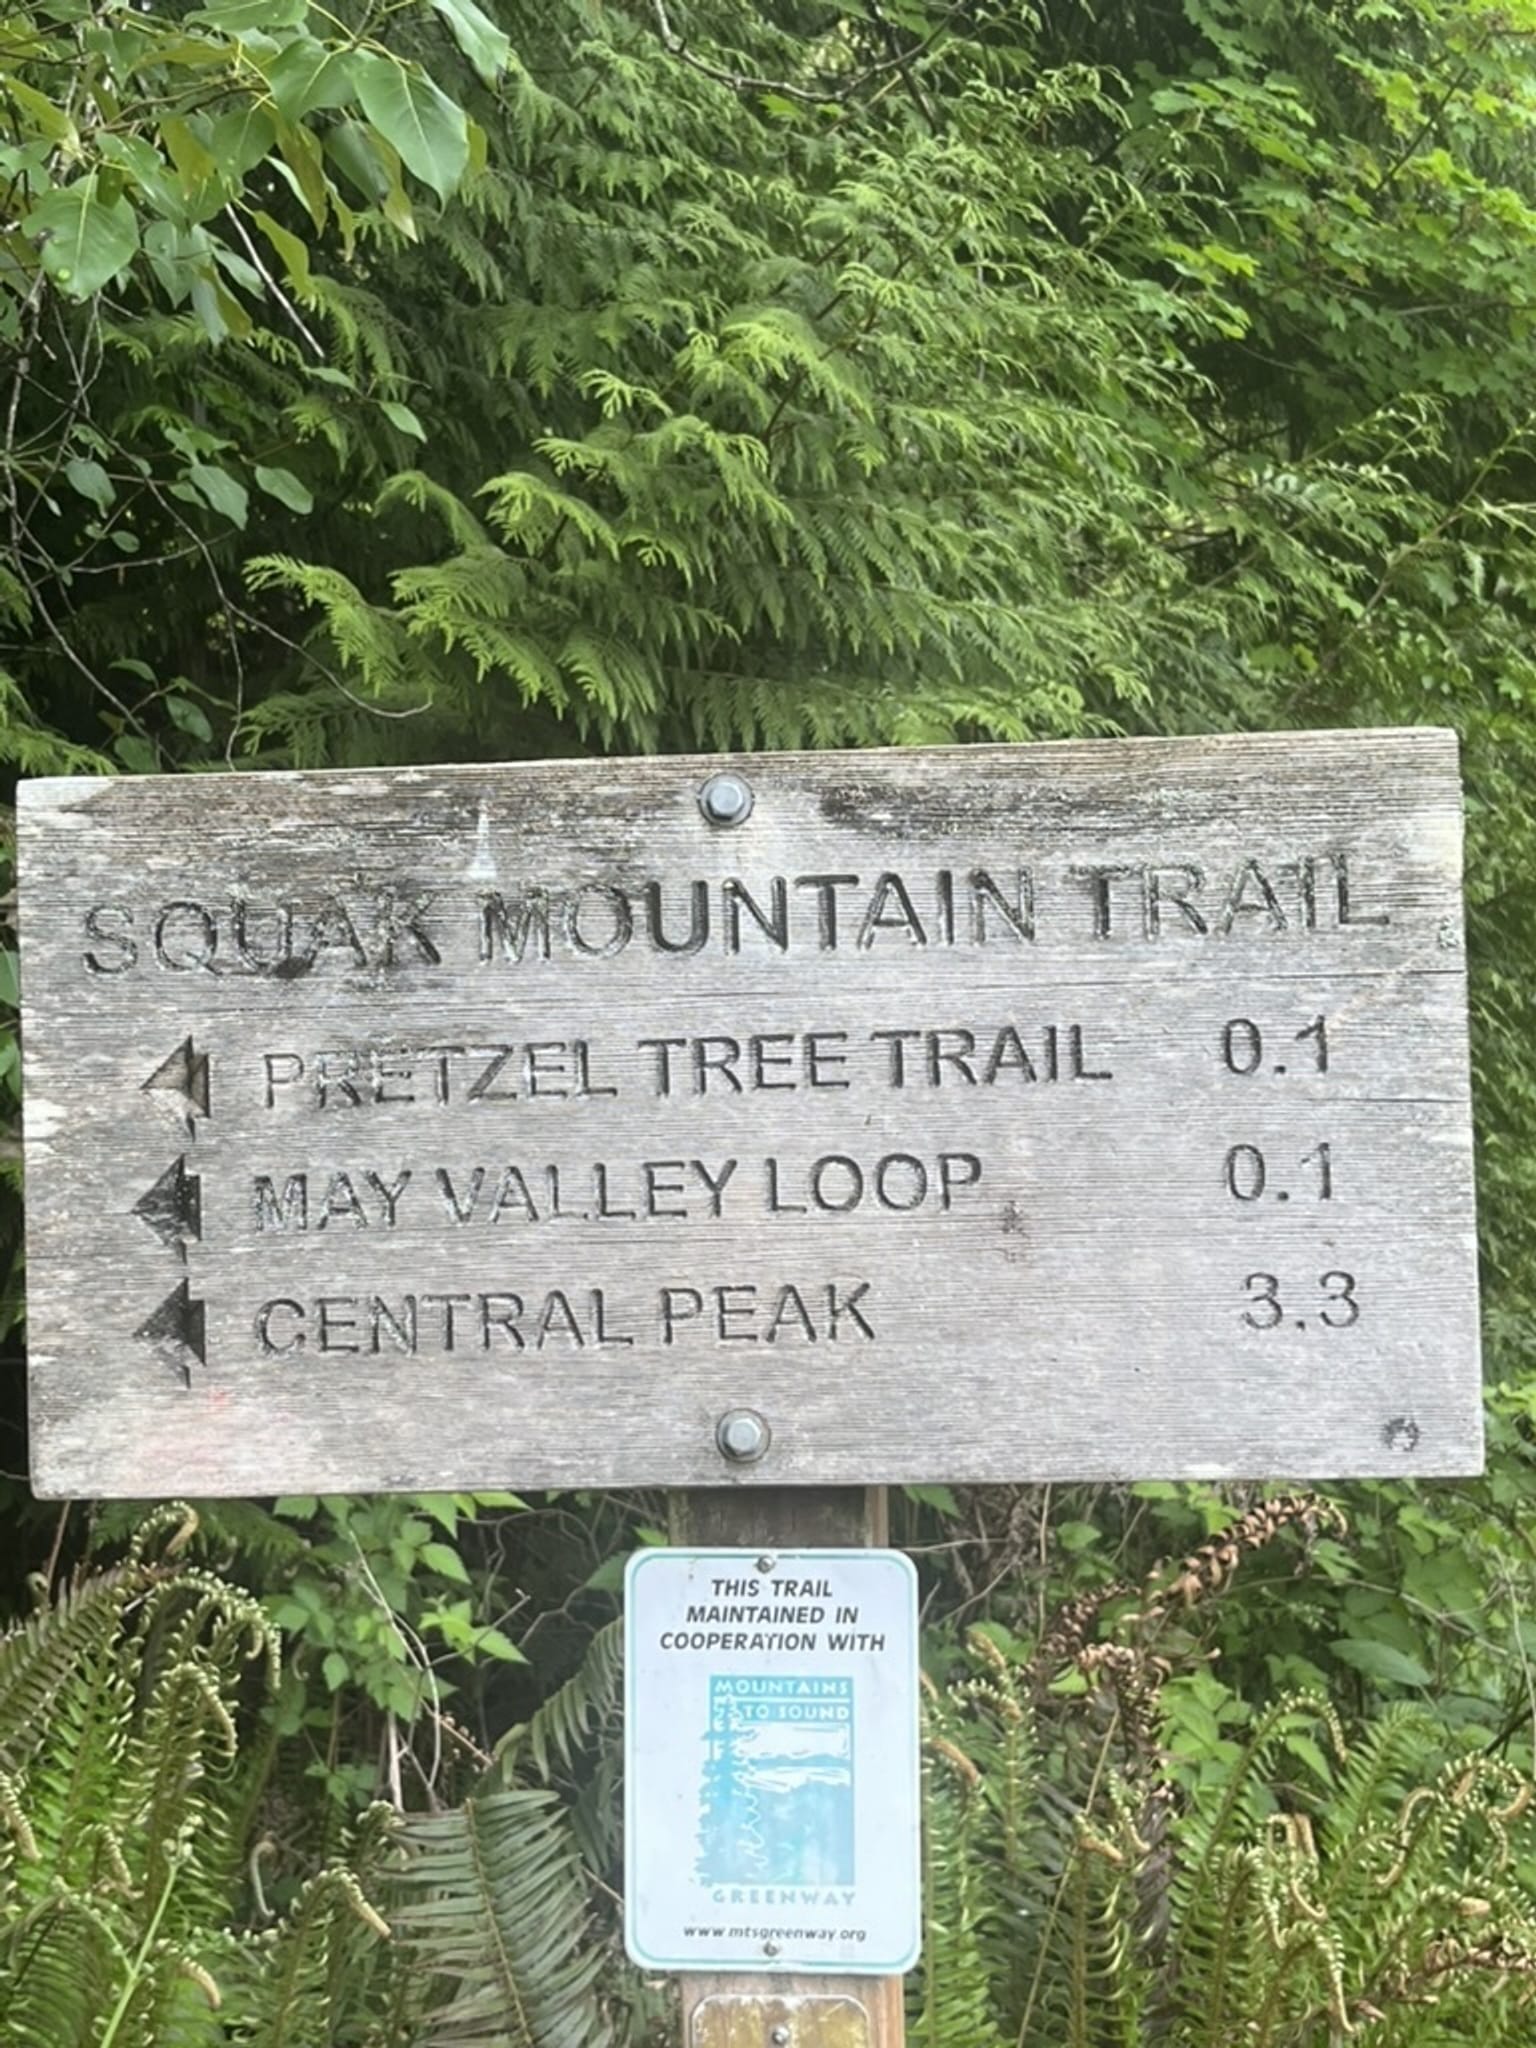 SQUAK MOUNTAIN TRAIL
PRETZEL TREE TRAIL 0.1
MAY VALLEY LOOP 0.1
CENTRAL PEAK 3.3
THIS TRAIL
MAINTAINED IN
COOPERATION WITH
MOUNTAINS
TO SOUND
GREENWAY
www.mtsgreenway.org